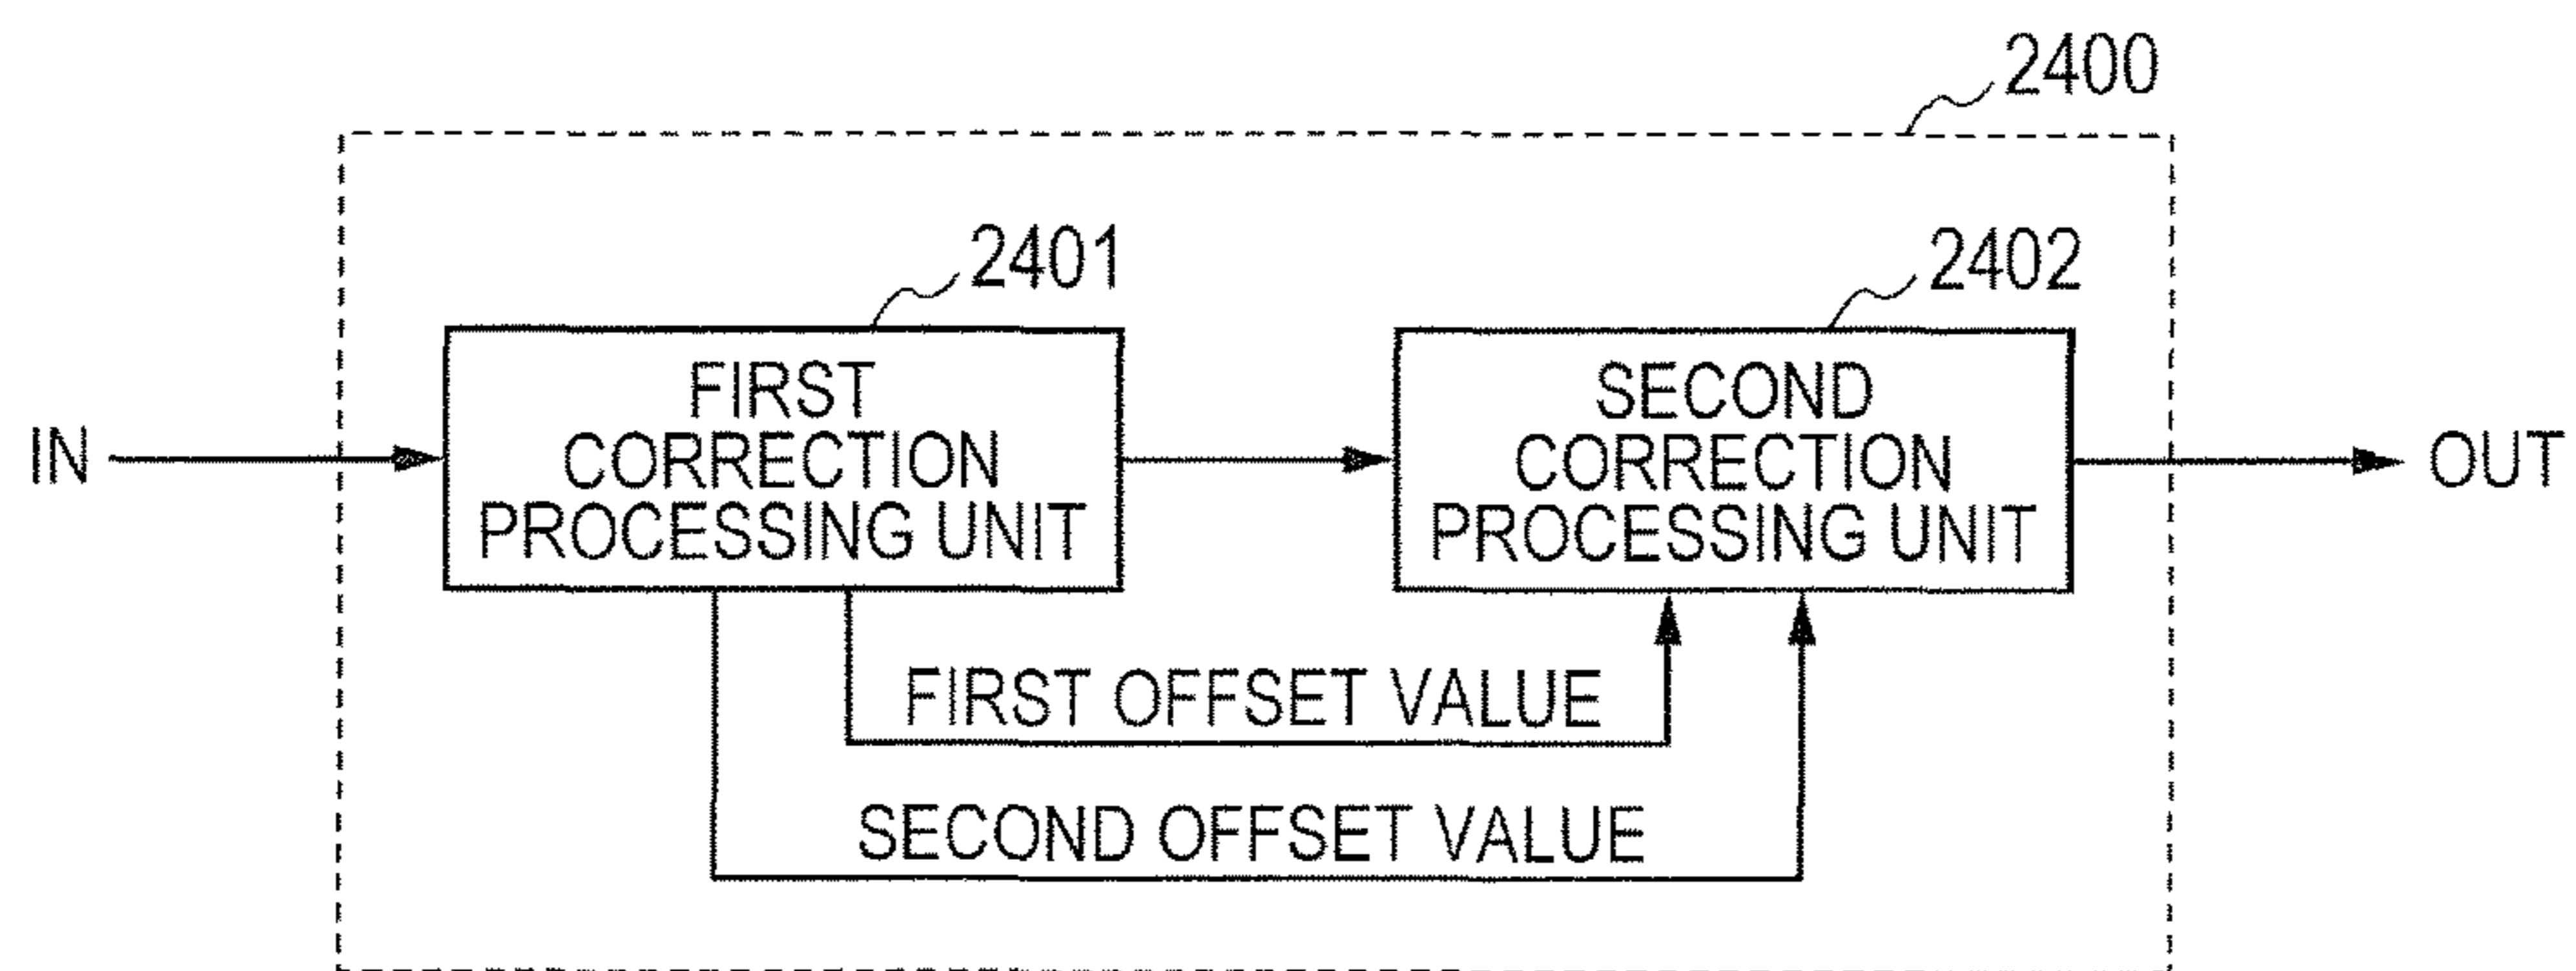 2400
2401
2402
FIRST
CORRECTION
PROCESSING UNIT
SECOND
CORRECTION
PROCESSING UNIT
IN
OUT
FIRST OFFSET VALUE
SECOND OFFSET VALUE